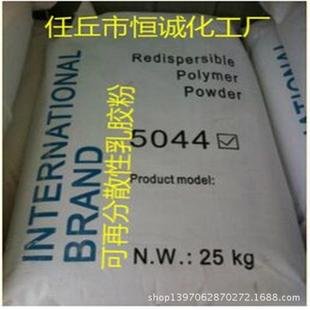 任丘市恒诚化工厂
Redispersible
Polymer
Powder
5044
Product model:
N.W.: 25 kg
INTERNATIONAL
BRAND
可再分散性乳胶粉
NATIONAL
shop1397062870272.1688.com